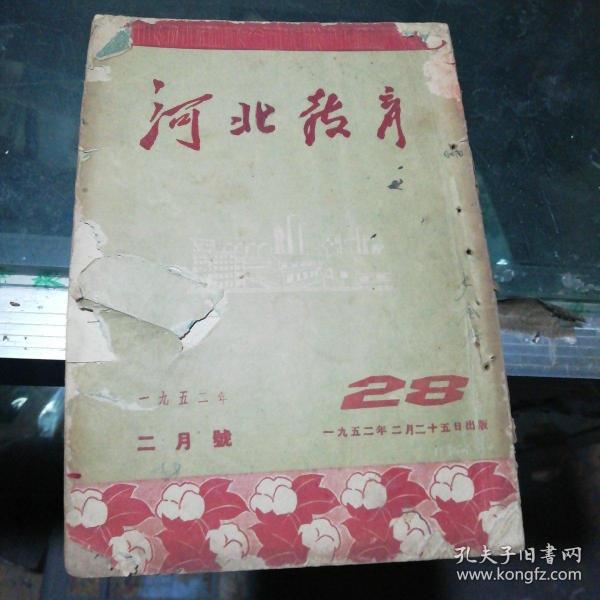 河北教育
一九五二年
28
二月號
一九五二年二月二十五日出版
孔夫子旧書网
www.kongfz.com